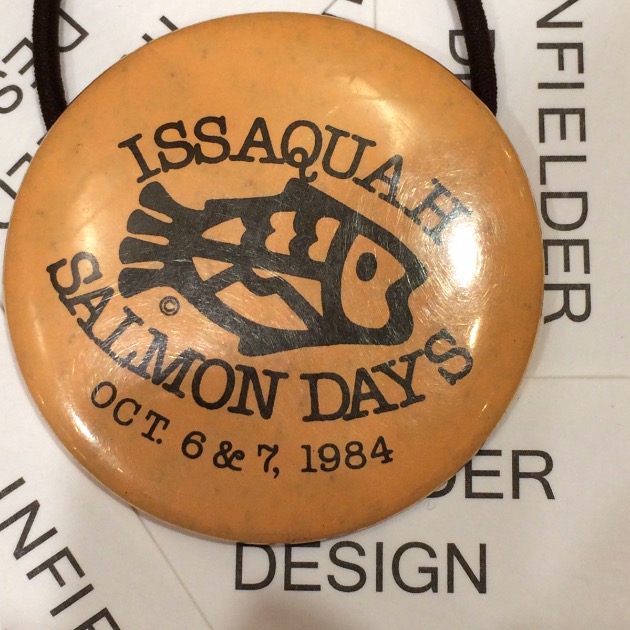 ISSAQUAH
©
SALMON DAYS
OCT. 6 & 7, 1984
NFIELDER
DER
DESIGN
INFIE